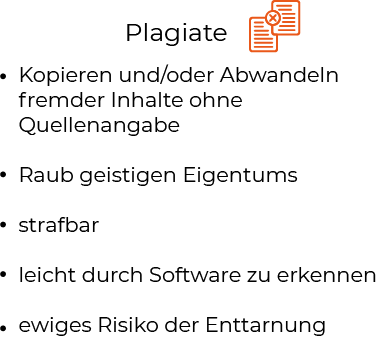 Plagiate
• Kopieren und/oder Abwandeln
fremder Inhalte ohne
Quellenangabe
• Raub geistigen Eigentums
• strafbar
• leicht durch Software zu erkennen
• ewiges Risiko der Enttarnung